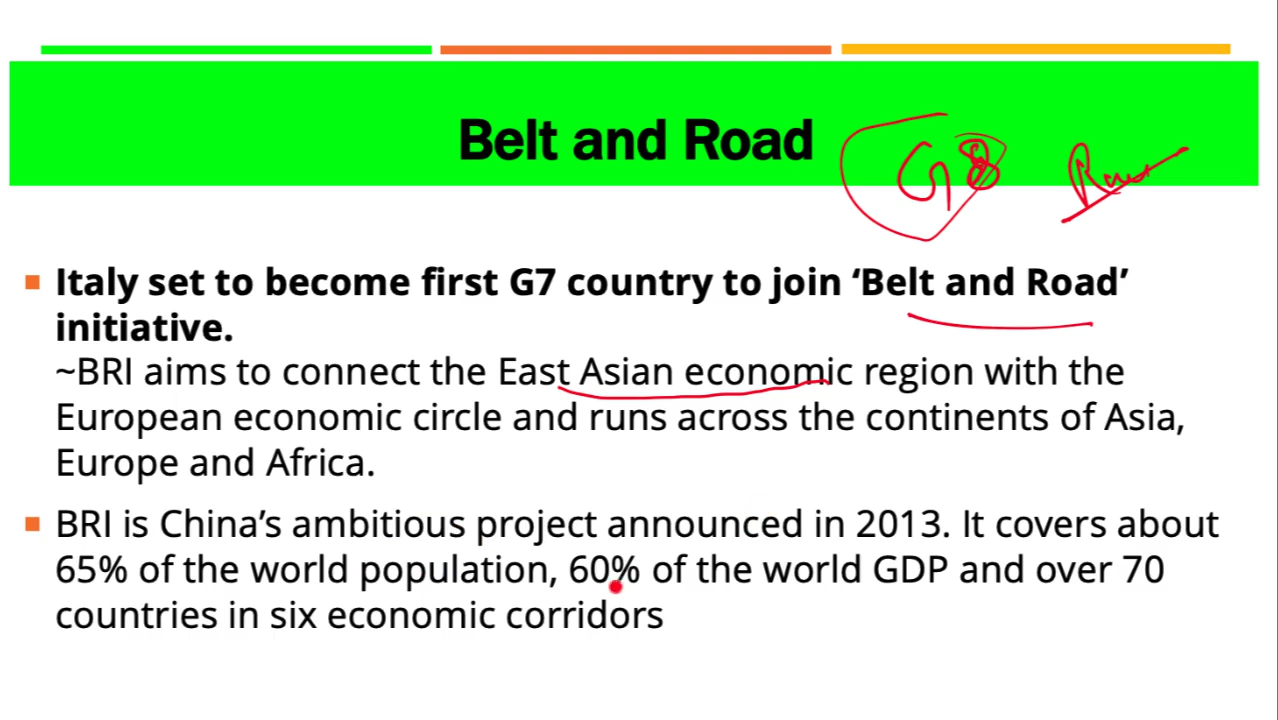 Belt and Road
G8
Italy set to become first G7 country to join ‘Belt and Road’
initiative.
~BRI aims to connect the East Asian economic region with the
European economic circle and runs across the continents of Asia,
Europe and Africa.
BRI is China’s ambitious project announced in 2013. It covers about
65% of the world population, 60% of the world GDP and over 70
countries in six economic corridors